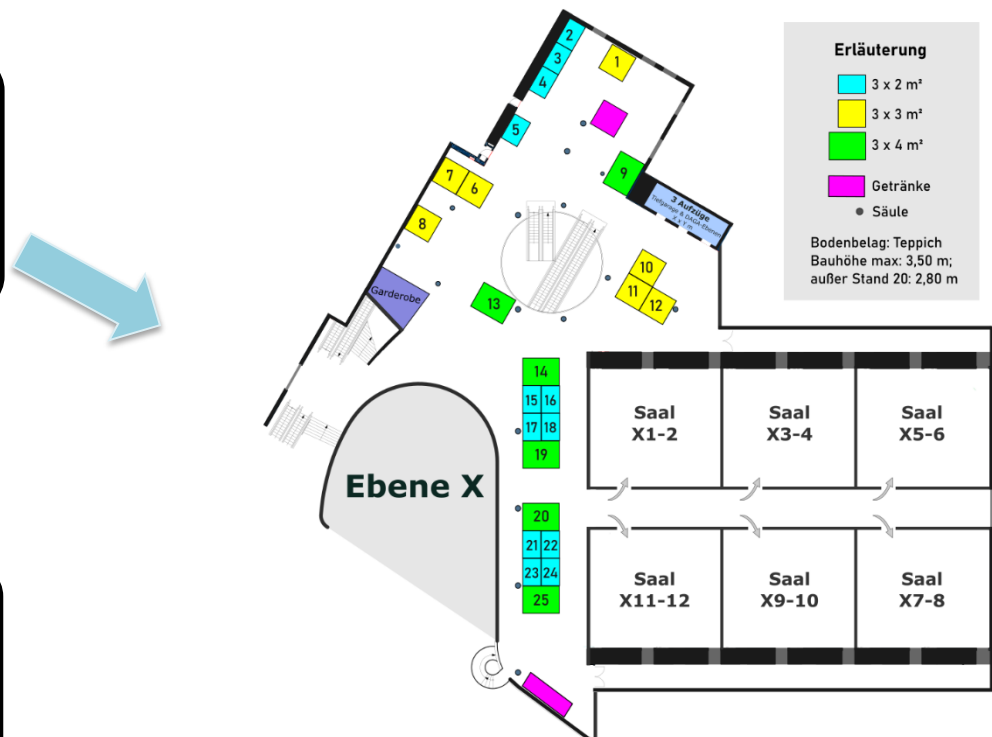 Erläuterung
3 x 2 m²
3 x 3 m²
3 x 4 m²
Getränke
Säule
Bodenbelag: Teppich
Bauhöhe max: 3,50 m;
außer Stand 20: 2,80 m
2
3
4
1
5
7
6
8
9
3 Aufzüge
Tiefgarage & DAGA-Ebenen
10
11
12
13
Garderobe
14
15 16
17 18
19
20
21 22
23 24
25
Ebene X
Saal
X1-2
Saal
X3-4
Saal
X5-6
Saal
X11-12
Saal
X9-10
Saal
X7-8